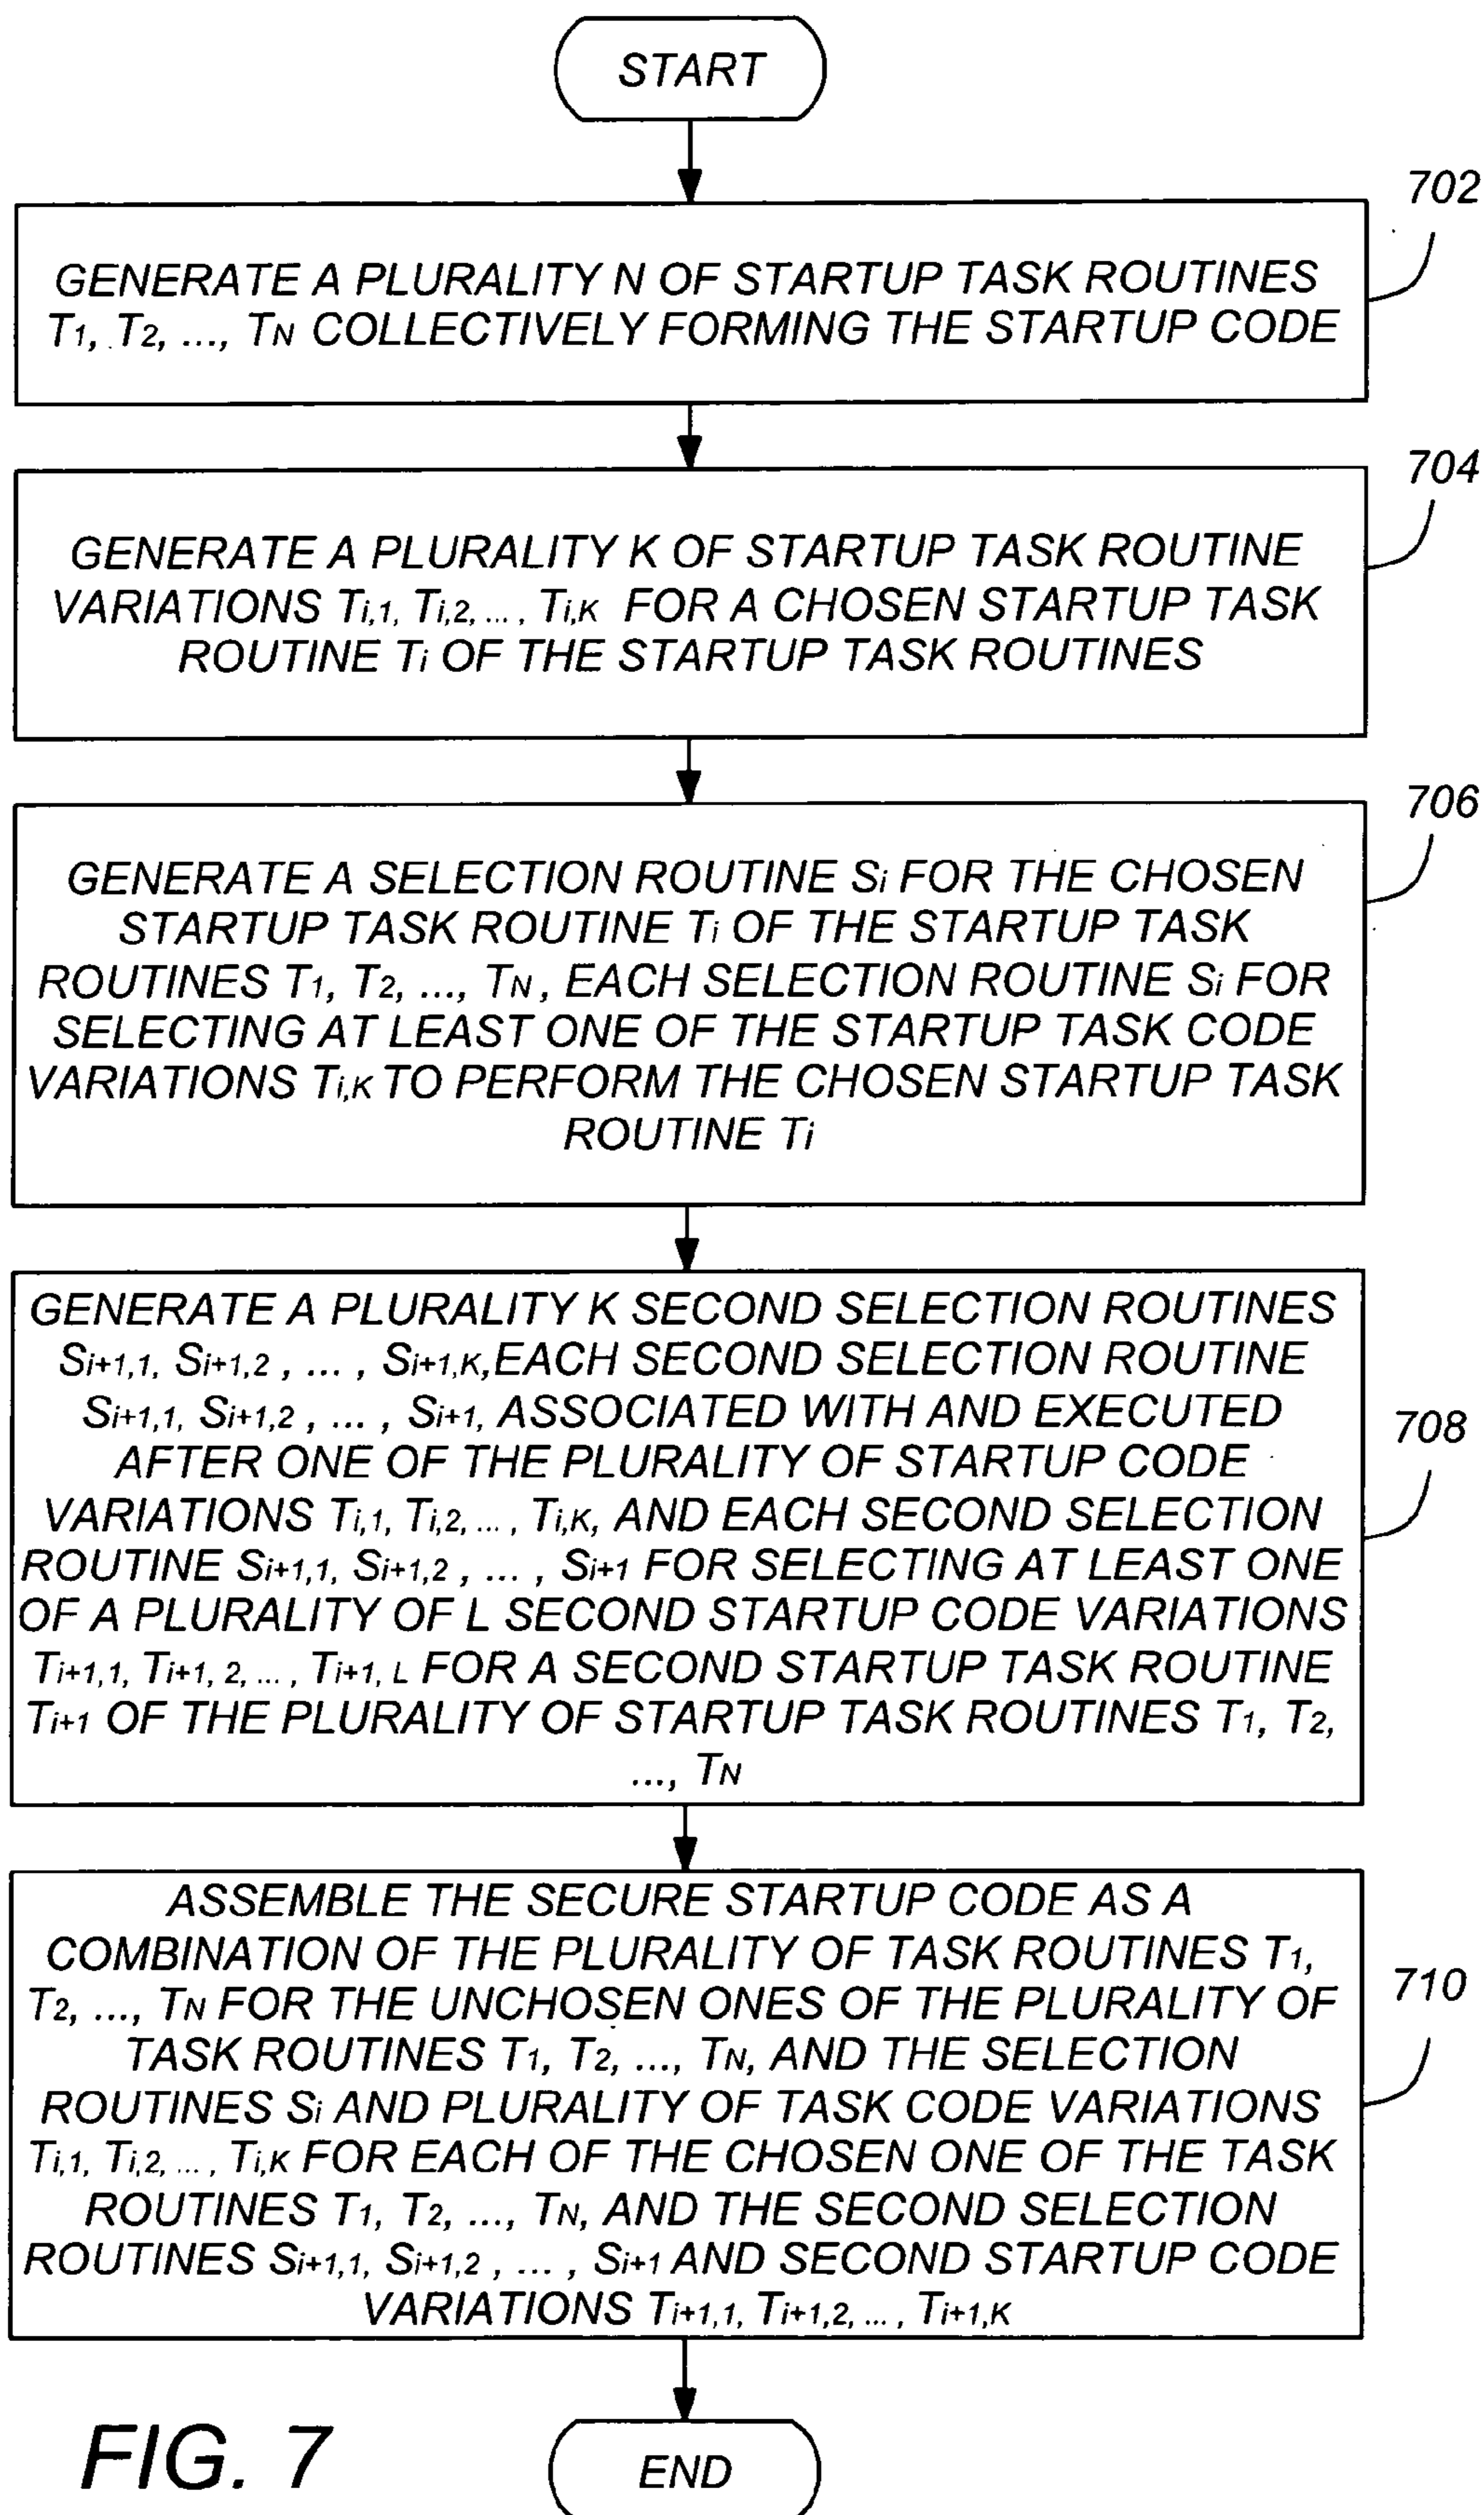 START
702
GENERATE A PLURALITY N OF STARTUP TASK ROUTINES
T1, T2, ..., TN COLLECTIVELY FORMING THE STARTUP CODE
704
GENERATE A PLURALITY K OF STARTUP TASK ROUTINE
VARIATIONS Ti,1, Ti,2, ... , Ti,K FOR A CHOSEN STARTUP TASK
ROUTINE Ti OF THE STARTUP TASK ROUTINES
706
GENERATE A SELECTION ROUTINE Si FOR THE CHOSEN
STARTUP TASK ROUTINE Ti OF THE STARTUP TASK
ROUTINES T1, T2, ..., TN, EACH SELECTION ROUTINE Si FOR
SELECTING AT LEAST ONE OF THE STARTUP TASK CODE
VARIATIONS Ti,K TO PERFORM THE CHOSEN STARTUP TASK
ROUTINE Ti
GENERATE A PLURALITY K SECOND SELECTION ROUTINES
Si+1,1, Si+1,2 , ... , Si+1,K, EACH SECOND SELECTION ROUTINE
Si+1,1, Si+1,2 , ... , Si+1, ASSOCIATED WITH AND EXECUTED
AFTER ONE OF THE PLURALITY OF STARTUP CODE
VARIATIONS Ti,1, Ti,2, ... , Ti,K, AND EACH SECOND SELECTION
ROUTINE Si+1,1, Si+1,2 , ... , Si+1 FOR SELECTING AT LEAST ONE
OF A PLURALITY OF L SECOND STARTUP CODE VARIATIONS
Ti+1,1, Ti+1, 2, ... , Ti+1, L FOR A SECOND STARTUP TASK ROUTINE
Ti+1 OF THE PLURALITY OF STARTUP TASK ROUTINES T1, T2,
..., TN
708
ASSEMBLE THE SECURE STARTUP CODE AS A
COMBINATION OF THE PLURALITY OF TASK ROUTINES T1,
T2, ..., TN FOR THE UNCHOSEN ONES OF THE PLURALITY OF
TASK ROUTINES T1, T2, ..., TN, AND THE SELECTION
ROUTINES Si AND PLURALITY OF TASK CODE VARIATIONS
Ti,1, Ti,2, ... , Ti,K FOR EACH OF THE CHOSEN ONE OF THE TASK
ROUTINES T1, T2, ..., TN, AND THE SECOND SELECTION
ROUTINES Si+1,1, Si+1,2 , ... , Si+1 AND SECOND STARTUP CODE
VARIATIONS Ti+1,1, Ti+1,2, ... , Ti+1,K
710
FIG. 7
END